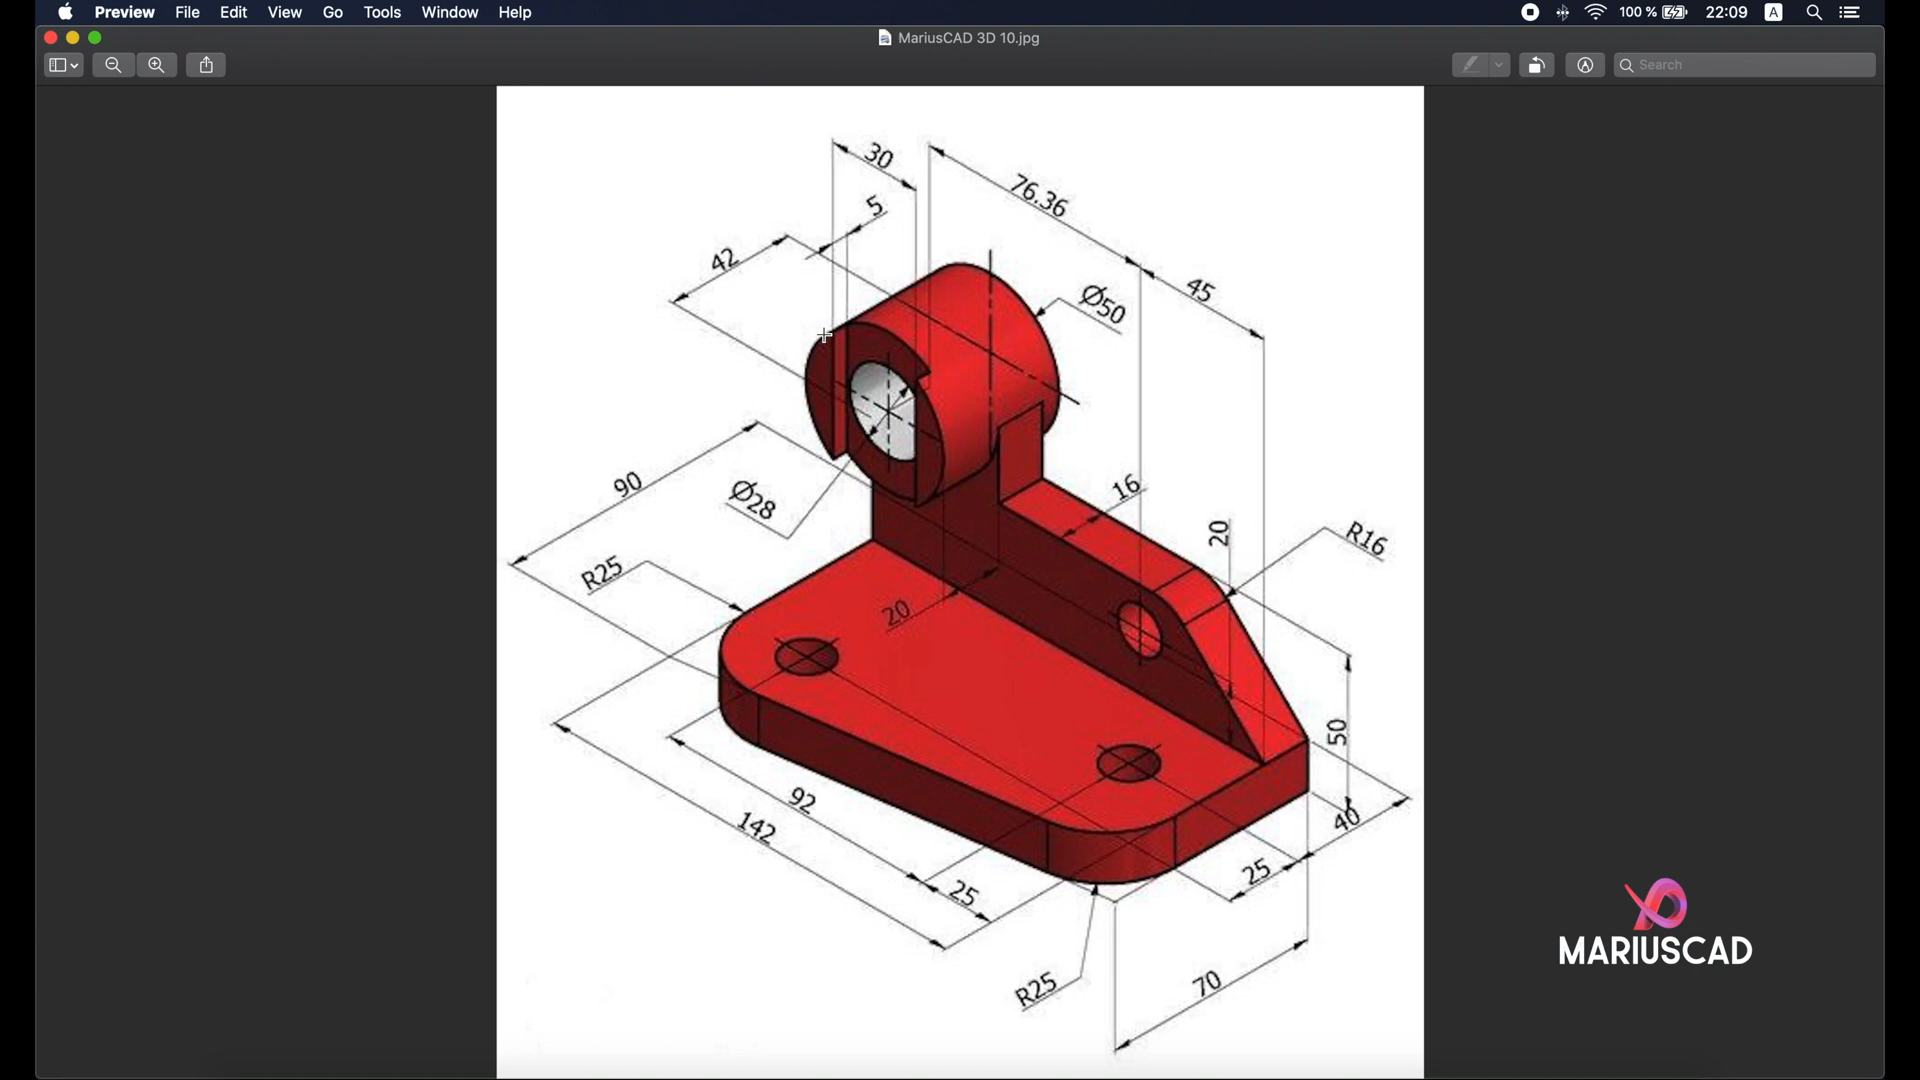 Preview File Edit View Go Tools Window Help
100 % 22:09 A
MariusCAD 3D 10.jpg
Search
30
76.36
5
42
45
Ø50
16
90
Ø28
20
R16
R25
20
50
92
40
142
25
25
MARIUSCAD
R25
70